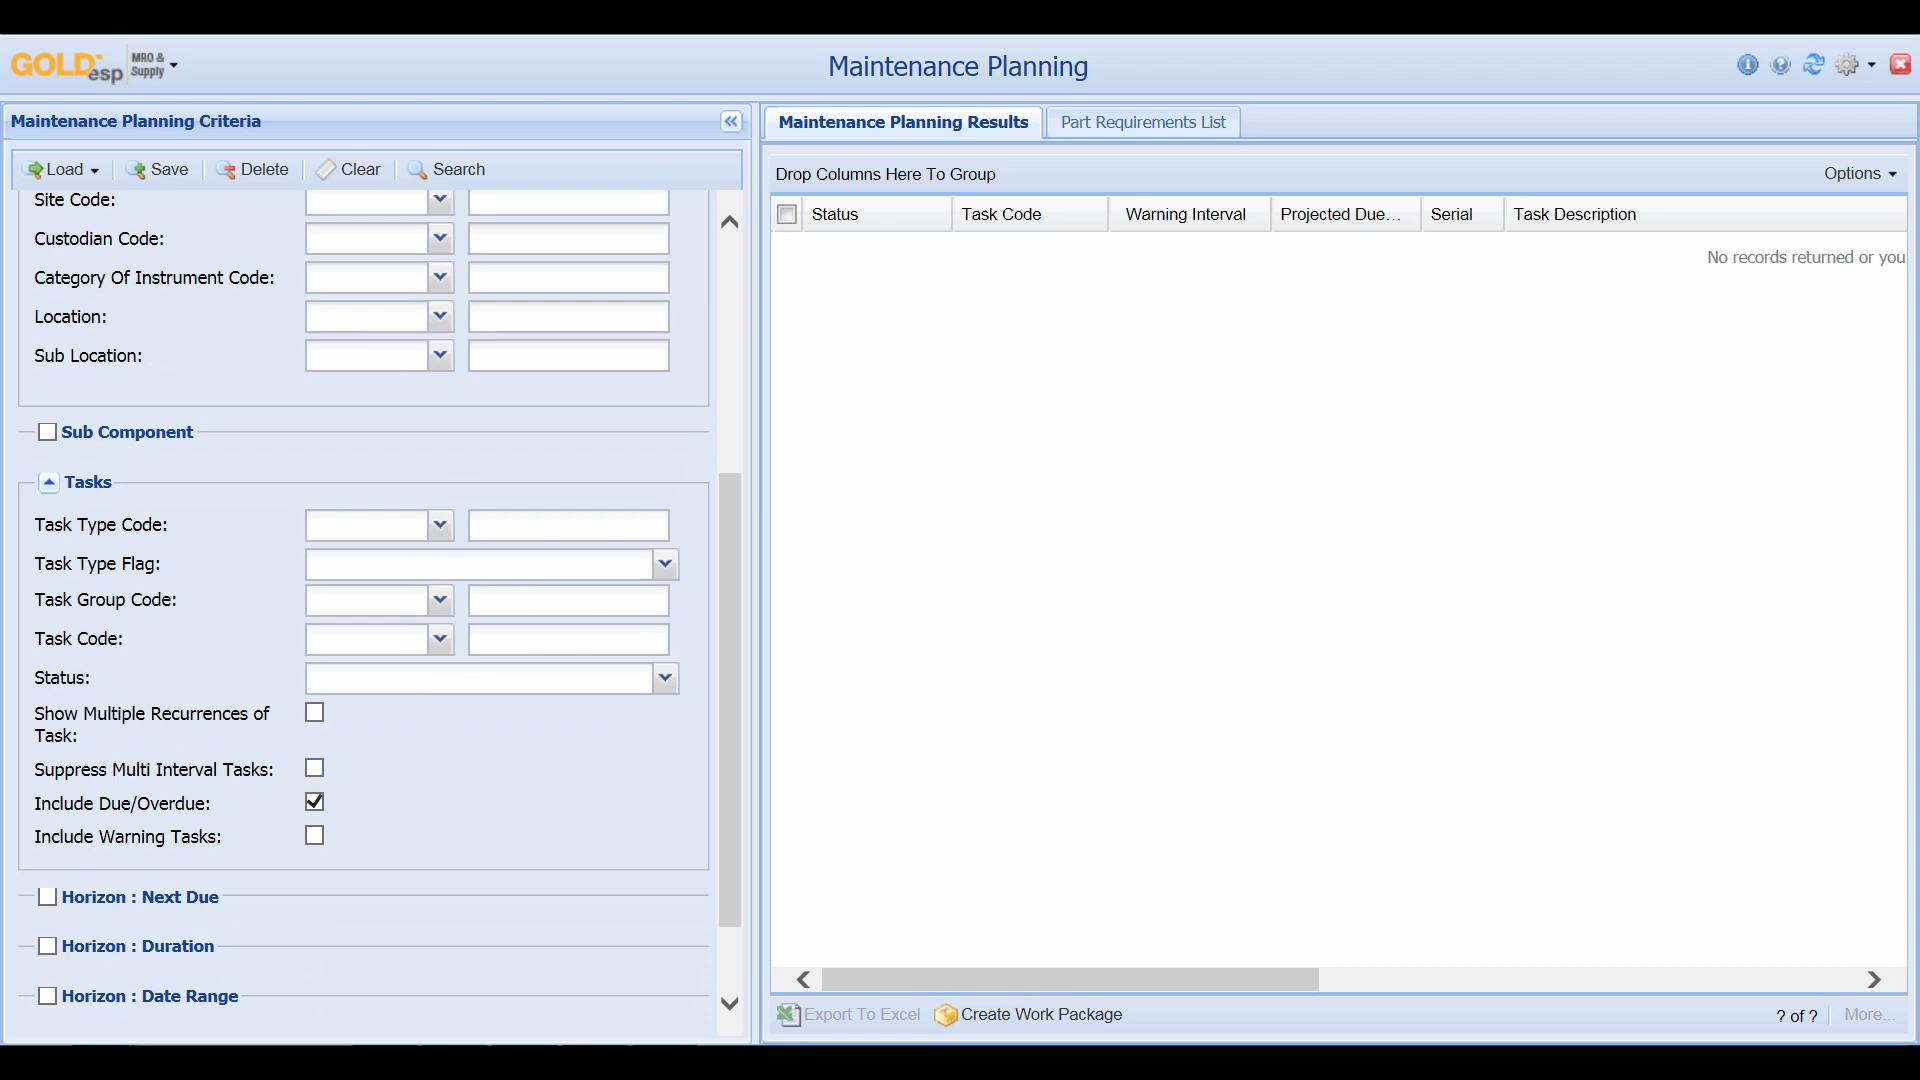 GOLDesp MRO & Supply
Maintenance Planning
Maintenance Planning Criteria
Load Save Delete Clear Search
Site Code:
Custodian Code:
Category Of Instrument Code:
Location:
Sub Location:
Sub Component
Tasks
Task Type Code:
Task Type Flag:
Task Group Code:
Task Code:
Status:
Show Multiple Recurrences of
Task:
Suppress Multi Interval Tasks:
Include Due/Overdue:
Include Warning Tasks:
Horizon : Next Due
Horizon : Duration
Horizon : Date Range
Maintenance Planning Results Part Requirements List
Drop Columns Here To Group Options
Status Task Code Warning Interval Projected Due... Serial Task Description
No records returned or you
Export To Excel Create Work Package ? of ? More...